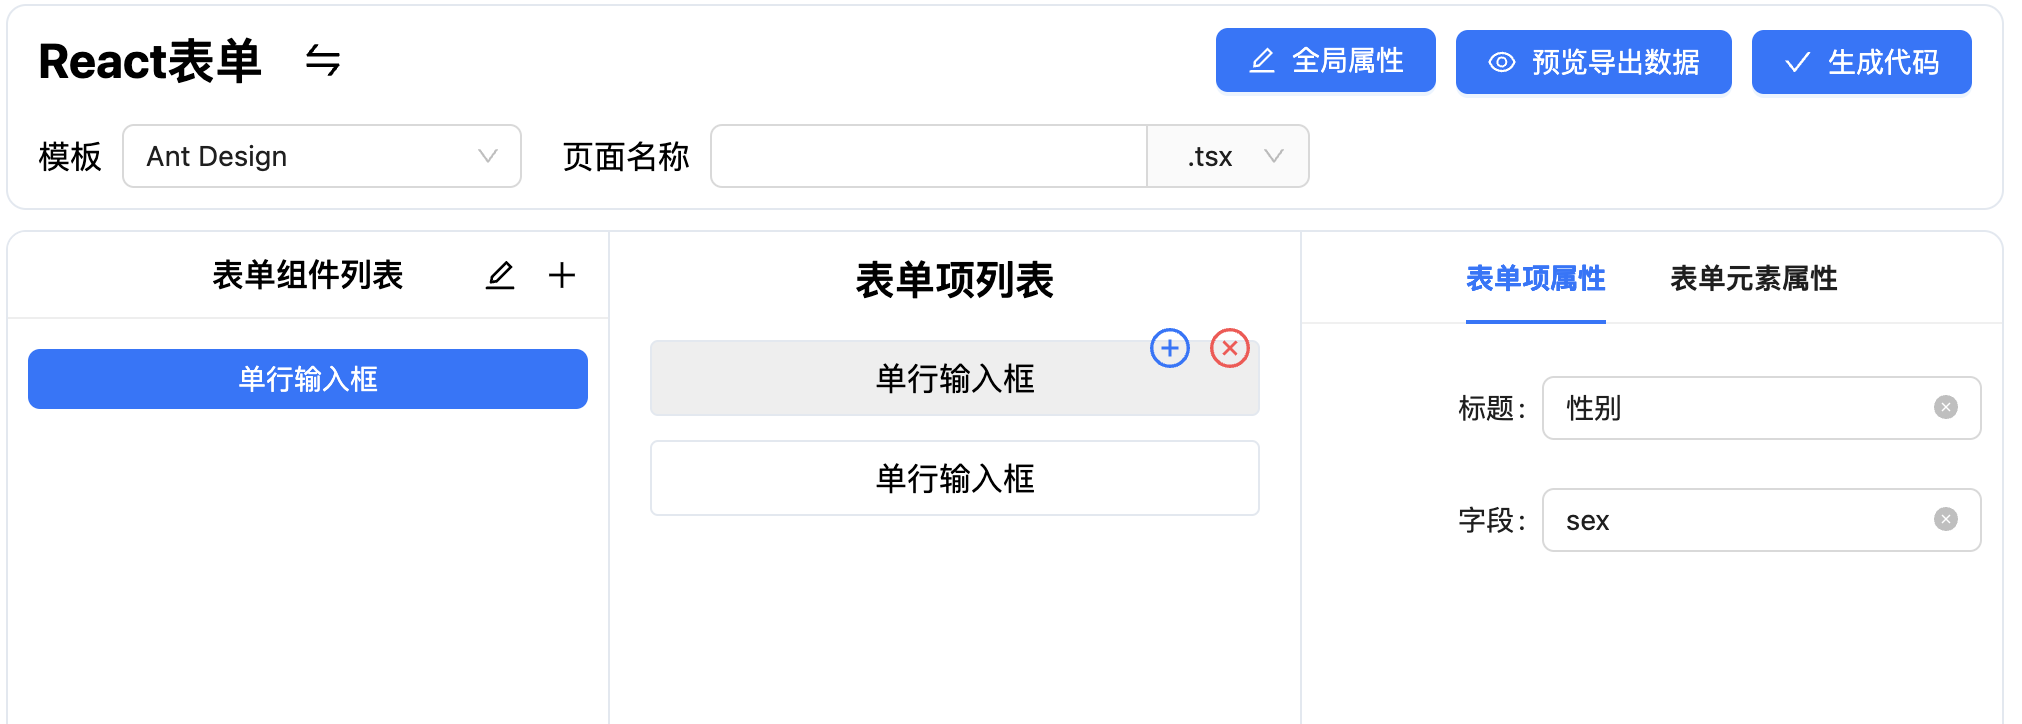 React表单
全局属性
预览导出数据
生成代码
模板
Ant Design
页面名称
.tsx
表单组件列表
单行输入框
表单项列表
单行输入框
单行输入框
表单项属性
表单元素属性
标题:
性别
字段:
sex